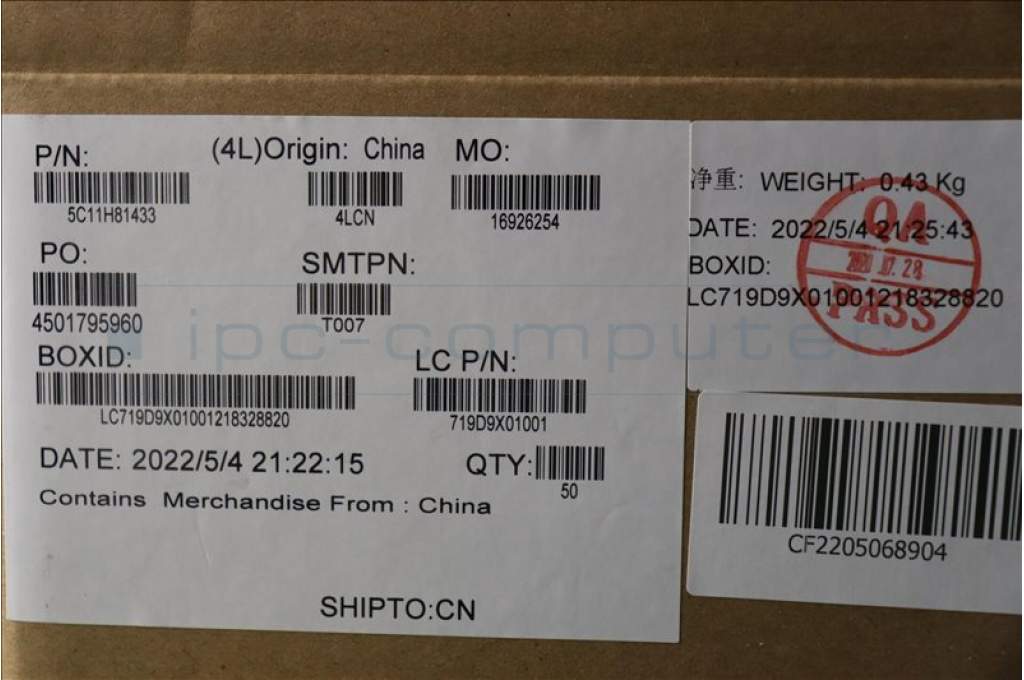 P/N:
5C11H81433
(4L)Origin: China
4LCN
MO:
16926254
PO:
4501795960
SMTPN:
T007
BOXID:
LC719D9X01001218328820
LC P/N:
719D9X01001
DATE: 2022/5/4 21:22:15
QTY:
50
Contains Merchandise From : China
SHIPTO:CN
净重: WEIGHT: 0.43 Kg
DATE: 2022/5/4 21:25:43
BOXID:
LC719D9X01001218328820
QA
PASS
CF2205068904
ipc-computer